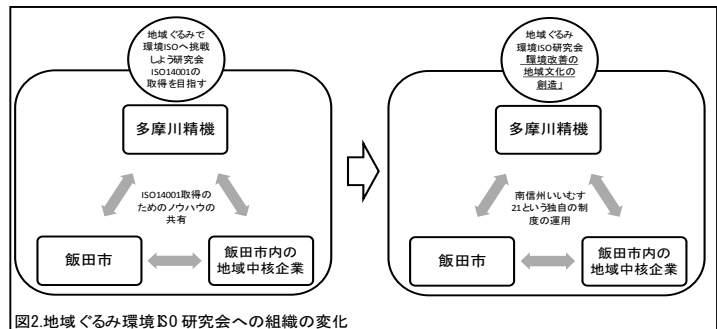 地域ぐるみで
環境ISOへ挑戦
しよう研究会
ISO14001の
取得を目指す
多摩川精機
ISO14001取得の
ためのノウハウの
共有
飯田市
飯田市内の
地域中核企業
地域ぐるみ
環境ISO研究会
「環境改善の
地域文化の
創造」
多摩川精機
南信州いいむす
21という独自の制
度の運用
飯田市
飯田市内の
地域中核企業
図2.地域ぐるみ環境ISO研究会への組織の変化